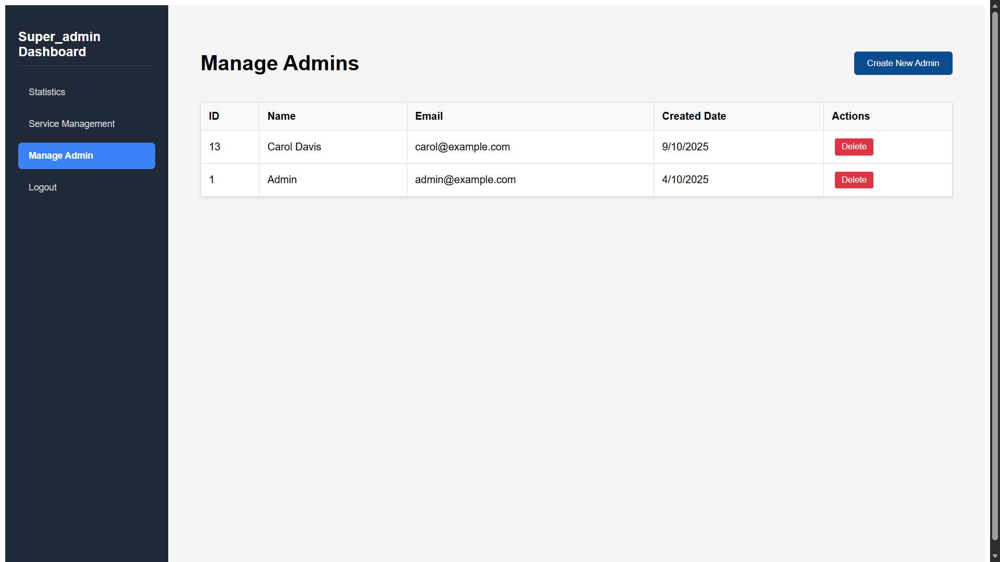 Super_admin
Dashboard
Statistics
Service Management
Manage Admin
Logout
Manage Admins
Create New Admin
ID Name Email Created Date Actions
13 Carol Davis carol@example.com 9/10/2025 Delete
1 Admin admin@example.com 4/10/2025 Delete